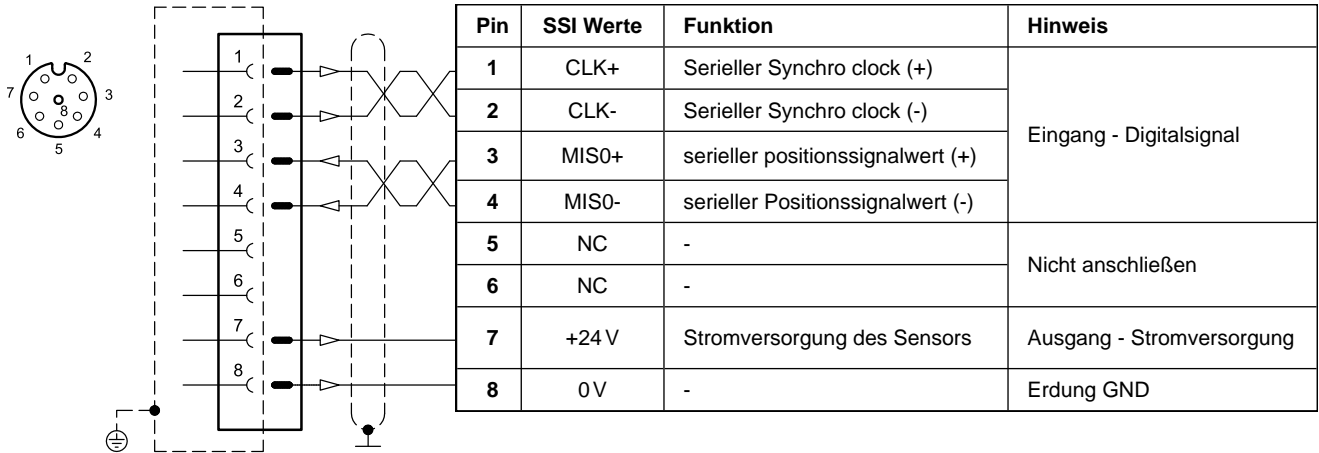 Pin SSI Werte Funktion Hinweis
1 CLK+ Serieller Synchro clock (+)
2 CLK- Serieller Synchro clock (-)
Eingang - Digitalsignal
3 MIS0+ serieller positionssignalwert (+)
4 MIS0- serieller Positionssignalwert (-)
5 NC -
Nicht anschließen
6 NC -
7 +24 V Stromversorgung des Sensors Ausgang - Stromversorgung
8 0 V - Erdung GND
1 2
7 8 3
6 4
5
1
2
3
4
5
6
7
8